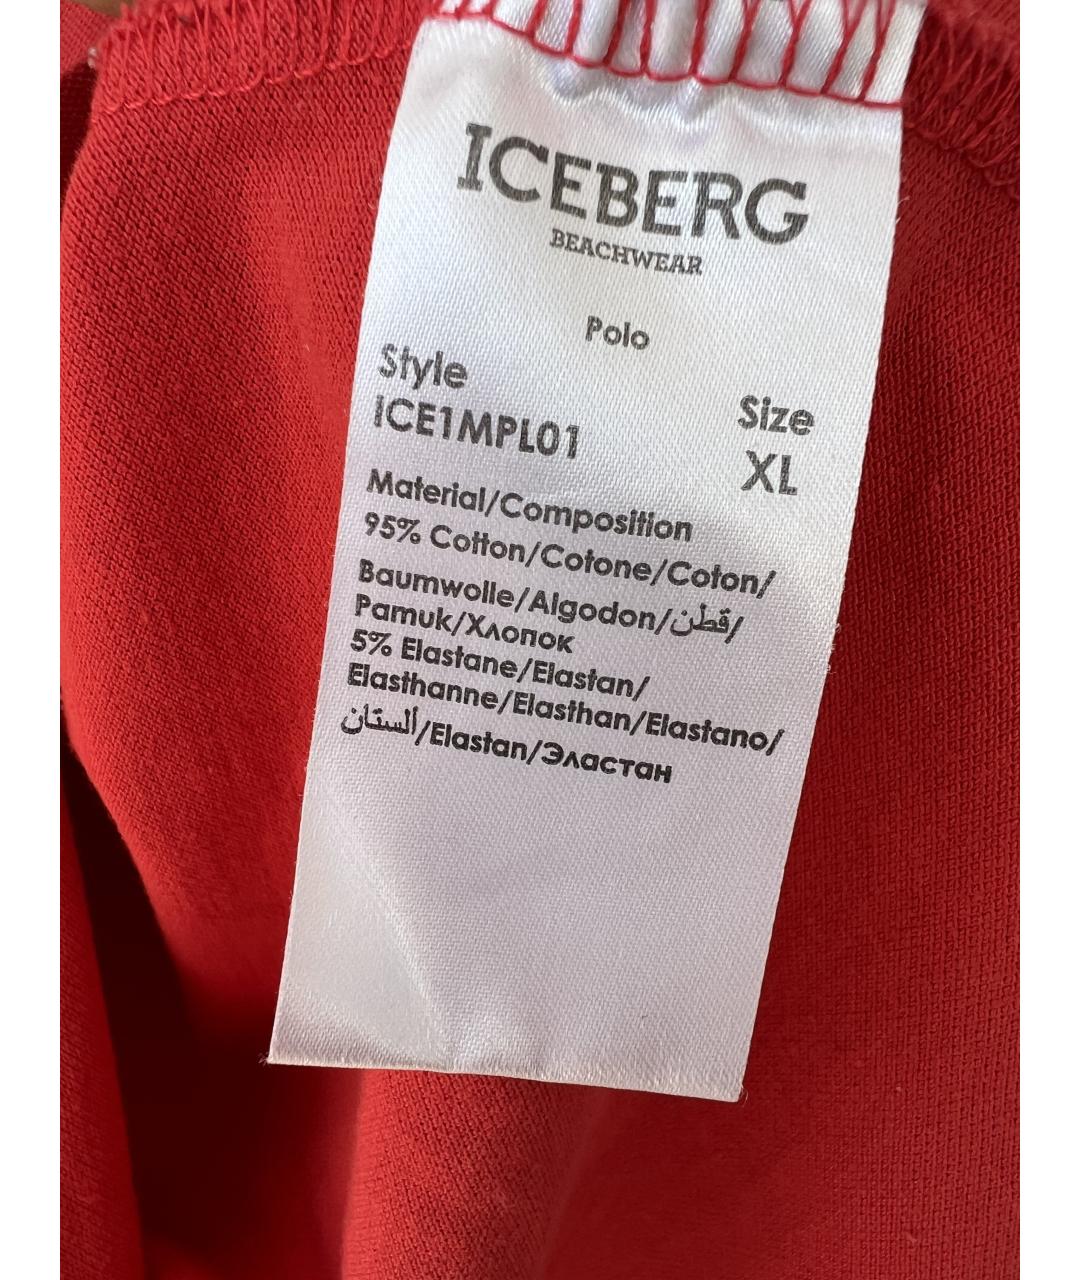 ICEBERG
BEACHWEAR
Polo
Style
Size
ICE1MPL01
XL
Material/Composition
95% Cotton/Cotone/Coton/
Baumwolle/Algodon/قطن/
Pamuk/Хлопок
5% Elastane/Elastan/
Elasthanne/Elasthan/Elastano/
ألستان/Elastan/Эластан